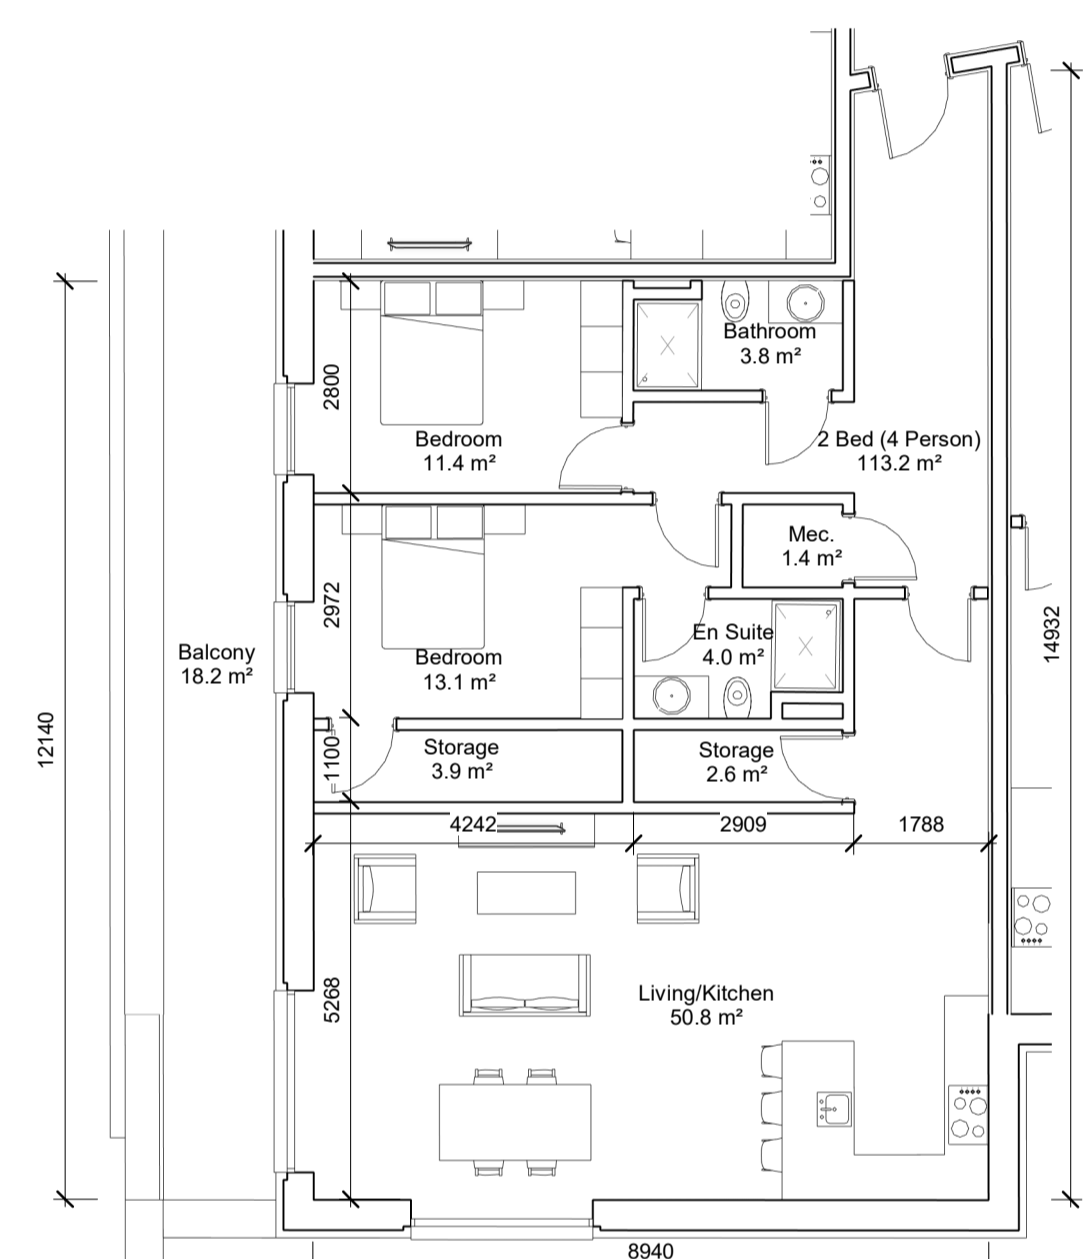 Bathroom
3.8 m²
2800
Bedroom
11.4 m²
2 Bed (4 Person)
113.2 m²
Mec.
1.4 m²
2972
14932
En Suite
4.0 m²
Balcony
18.2 m²
Bedroom
13.1 m²
12140
1100
Storage
3.9 m²
Storage
2.6 m²
4242
2909
1788
5268
Living/Kitchen
50.8 m²
8940